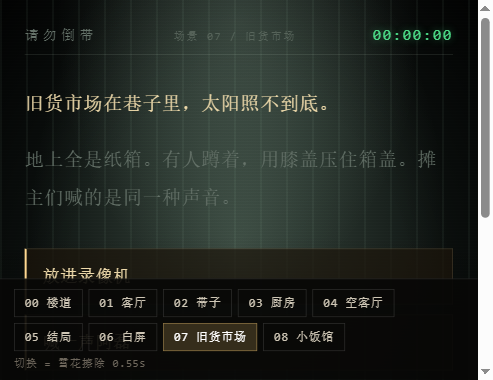 请勿倒带
场景 07 / 旧货市场
00:00:00
旧货市场在巷子里，太阳照不到底。
地上全是纸箱。有人蹲着，用膝盖压住箱盖。摊
主们喊的是同一种声音。
放进录像机
00 楼道
01 客厅
02 带子
03 厨房
04 空客厅
05 结局
06 白屏
07 旧货市场
08 小饭馆
切换 = 雪花擦除 0.55s